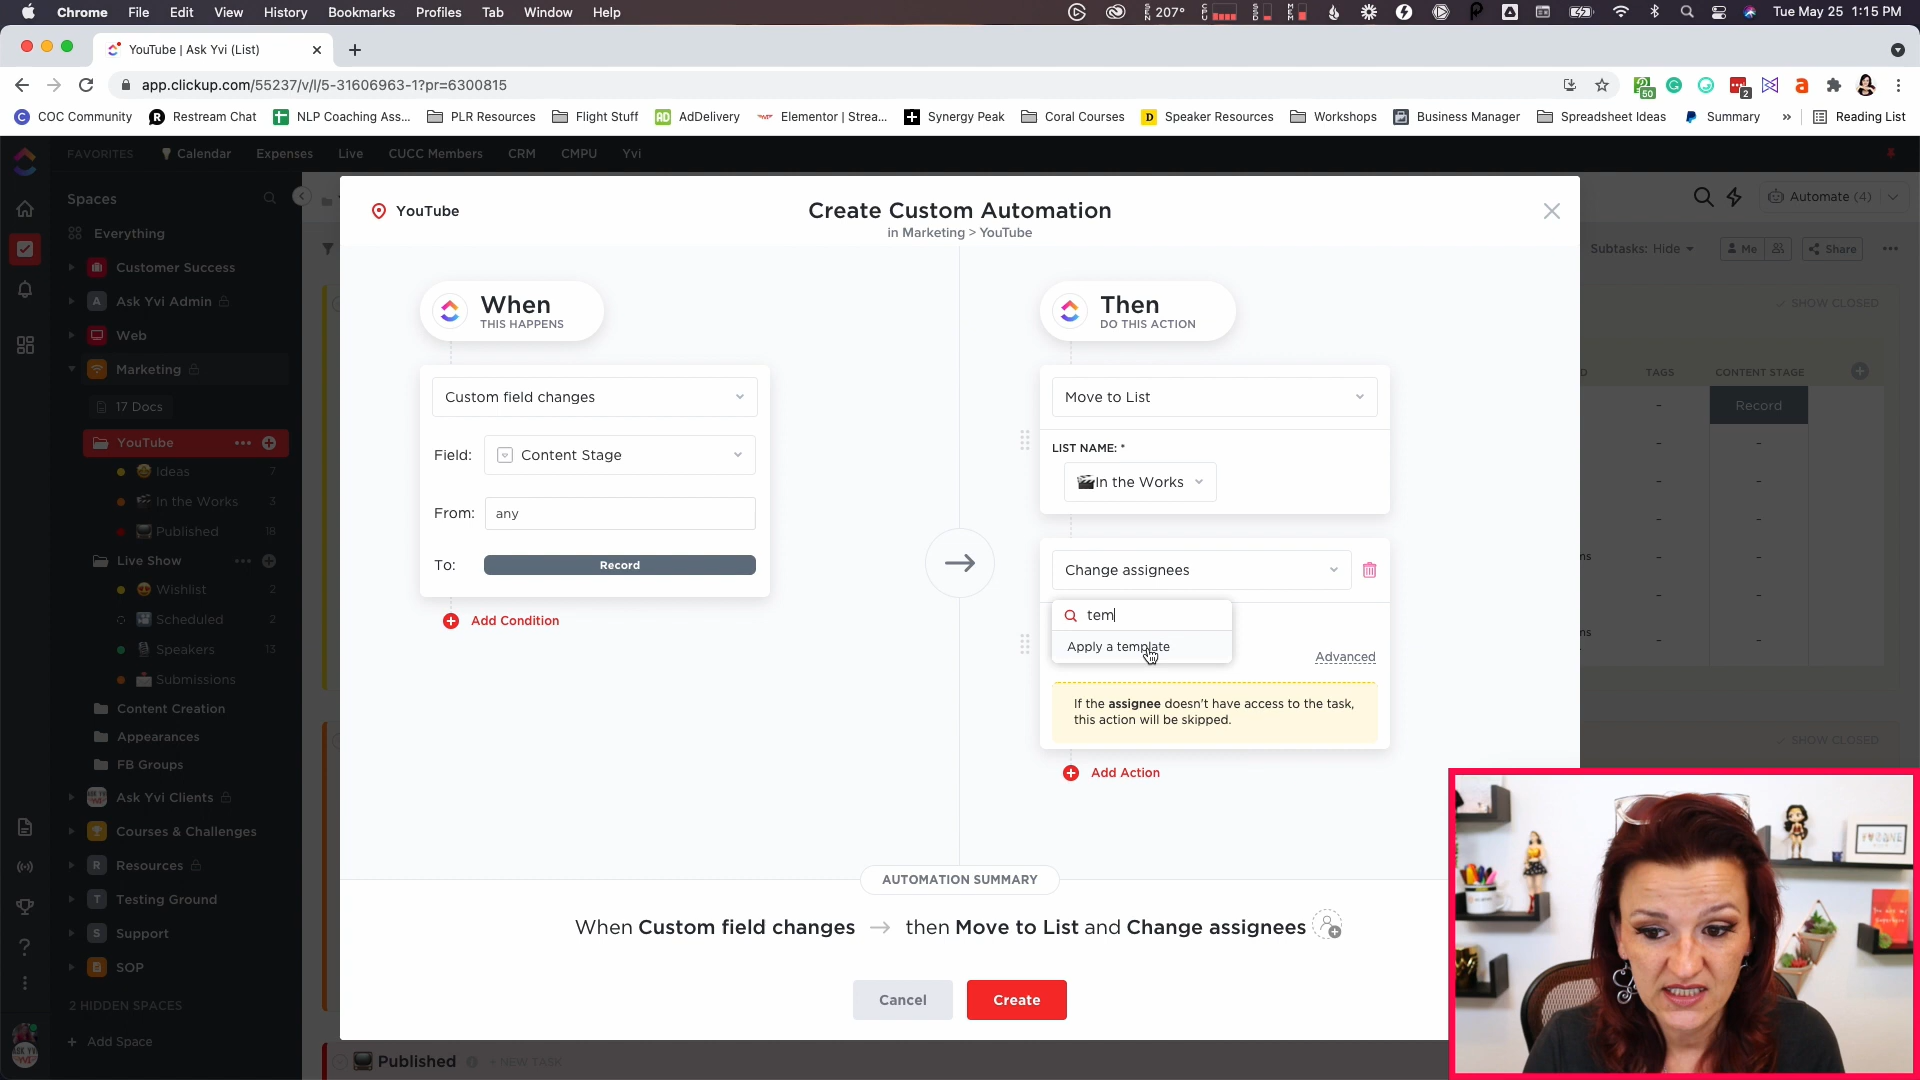 Chrome File Edit View History Bookmarks Profiles Tab Window Help
207° Tue May 25 1:15 PM
YouTube | Ask Yvi (List)
app.clickup.com/55237/v/l/5-31606963-1?pr=6300815
50 2
COC Community Restream Chat NLP Coaching Ass... PLR Resources Flight Stuff AdDelivery Elementor | Strea... Synergy Peak Coral Courses Speaker Resources Workshops Business Manager Spreadsheet Ideas Summary » Reading List
FAVORITES Calendar Expenses Live CUCC Members CRM CMPU Yvi
Spaces
Everything
Customer Success
Ask Yvi Admin
Web
Marketing
17 Docs
YouTube
Ideas 7
In the Works 3
Published 18
Live Show
Wishlist 2
Scheduled 2
Speakers 13
Submissions
Content Creation
Appearances
FB Groups
Ask Yvi Clients
Courses & Challenges
Resources
Testing Ground
Support
SOP
2 HIDDEN SPACES
+ Add Space
YouTube
Create Custom Automation
in Marketing > YouTube
When
THIS HAPPENS
Custom field changes
Field: Content Stage
From: any
To: Record
Add Condition
Then
DO THIS ACTION
Move to List
LIST NAME: *
In the Works
Change assignees
tem
Apply a template
Advanced
If the assignee doesn't have access to the task,
this action will be skipped.
Add Action
AUTOMATION SUMMARY
When Custom field changes → then Move to List and Change assignees
Cancel Create
Automate (4)
Subtasks: Hide Me Share
SHOW CLOSED
TAGS CONTENT STAGE
Record
SHOW CLOSED
Published + NEW TASK